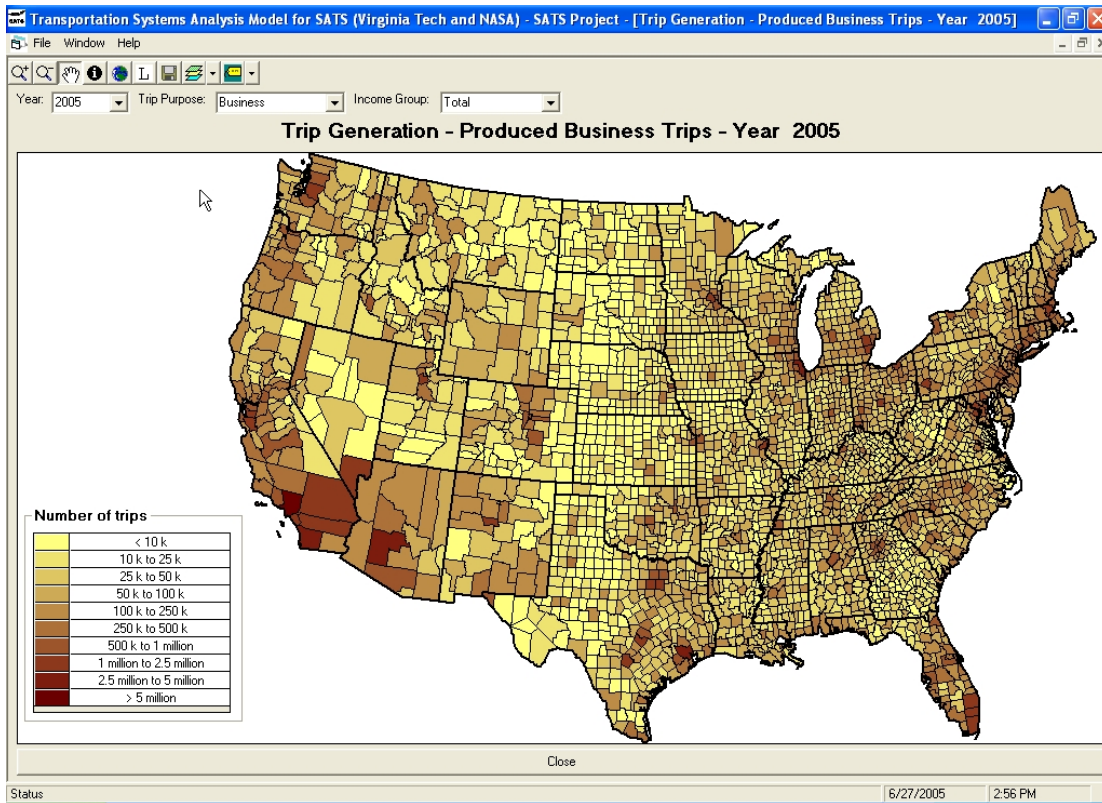 SATS Transportation Systems Analysis Model for SATS (Virginia Tech and NASA) - SATS Project - [Trip Generation - Produced Business Trips - Year 2005]
File Window Help
L
Year: 2005 Trip Purpose: Business Income Group: Total
Trip Generation - Produced Business Trips - Year 2005
Number of trips
< 10 k
10 k to 25 k
25 k to 50 k
50 k to 100 k
100 k to 250 k
250 k to 500 k
500 k to 1 million
1 million to 2.5 million
2.5 million to 5 million
> 5 million
Close
Status 6/27/2005 2:56 PM